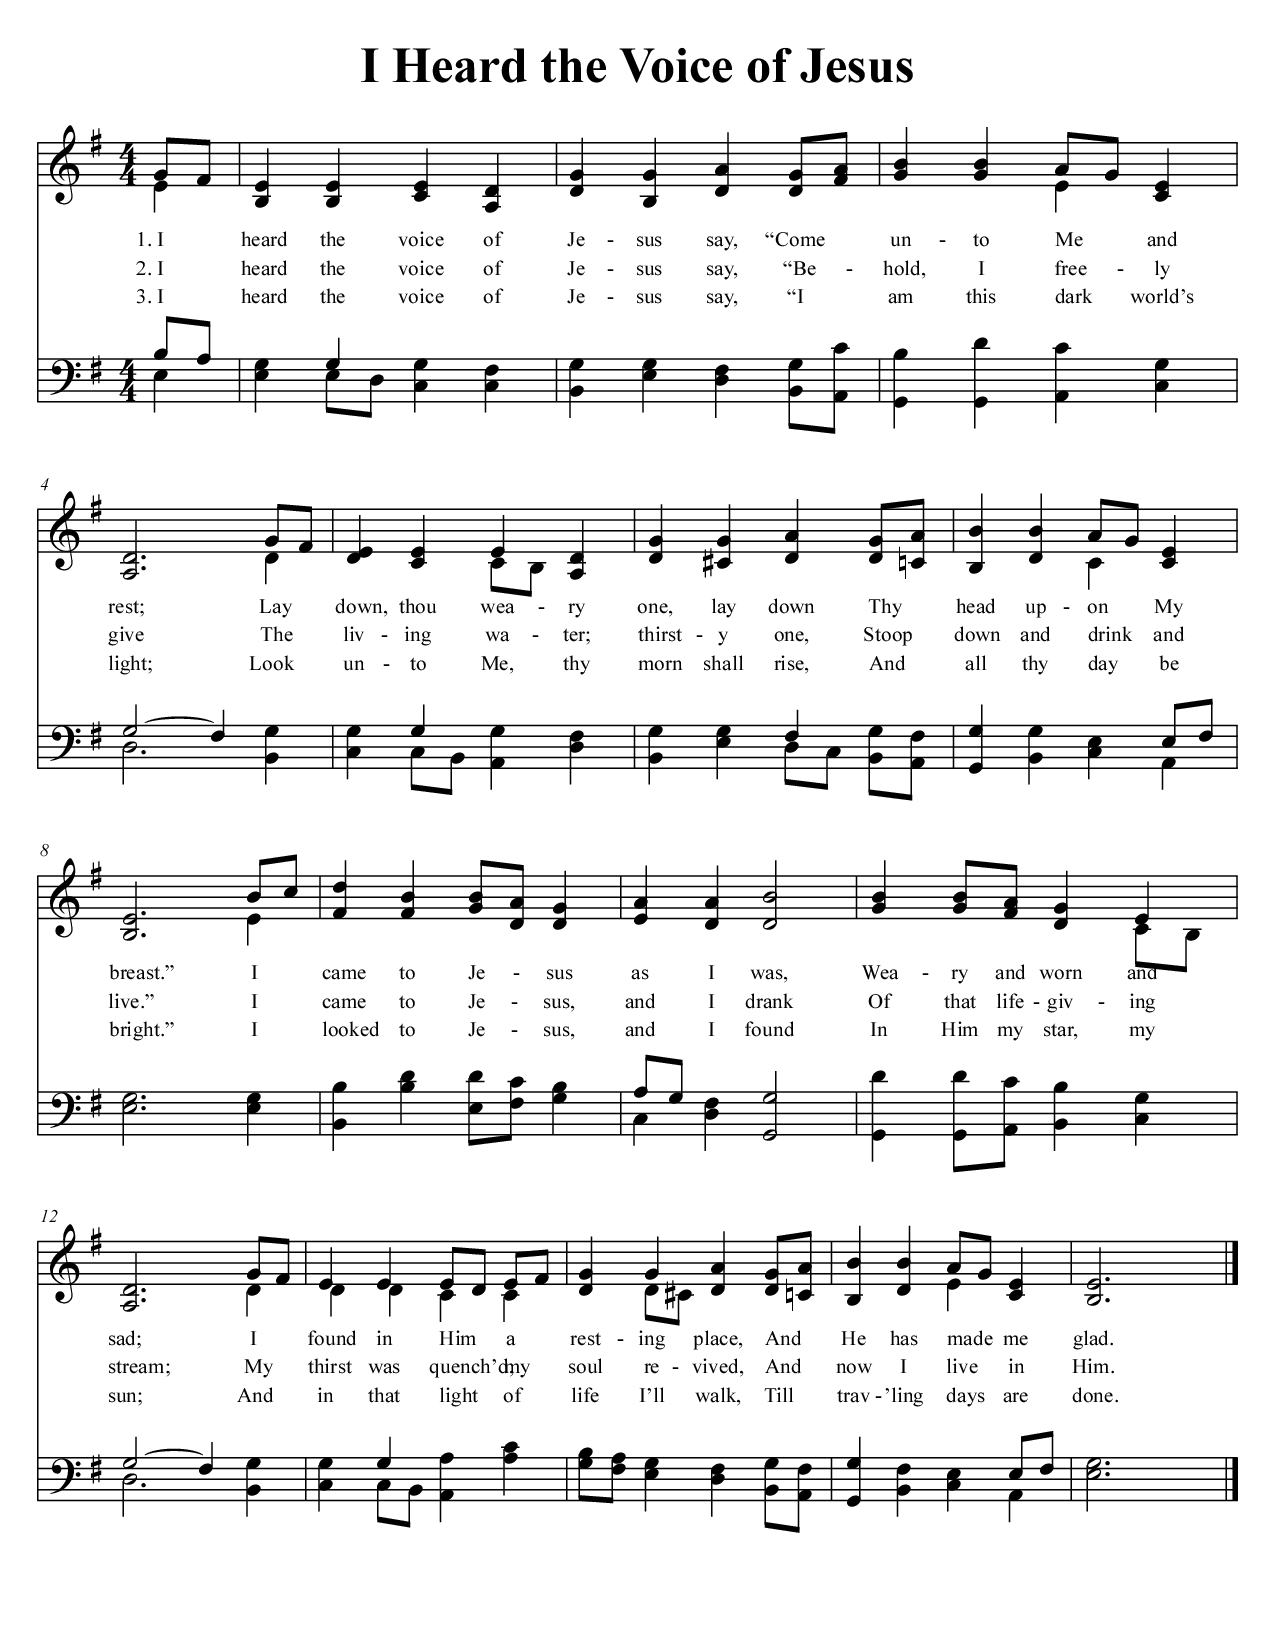 I Heard the Voice of Jesus
4 4
1. I heard the voice of Je - sus say, “Come un - to Me and
2. I heard the voice of Je - sus say, “Be - hold, I free - ly
3. I heard the voice of Je - sus say, “I am this dark world’s
4 4
4
rest; Lay down, thou wea - ry one, lay down Thy head up - on My
give The liv - ing wa - ter; thirst - y one, Stoop down and drink and
light; Look un - to Me, thy morn shall rise, And all thy day be
8
breast.” I came to Je - sus as I was, Wea - ry and worn and
live.” I came to Je - sus, and I drank Of that life - giv - ing
bright.” I looked to Je - sus, and I found In Him my star, my
12
sad; I found in Him a rest - ing place, And He has made me glad.
stream; My thirst was quench’d, my soul re - vived, And now I live in Him.
sun; And in that light of life I’ll walk, Till trav - ’ling days are done.